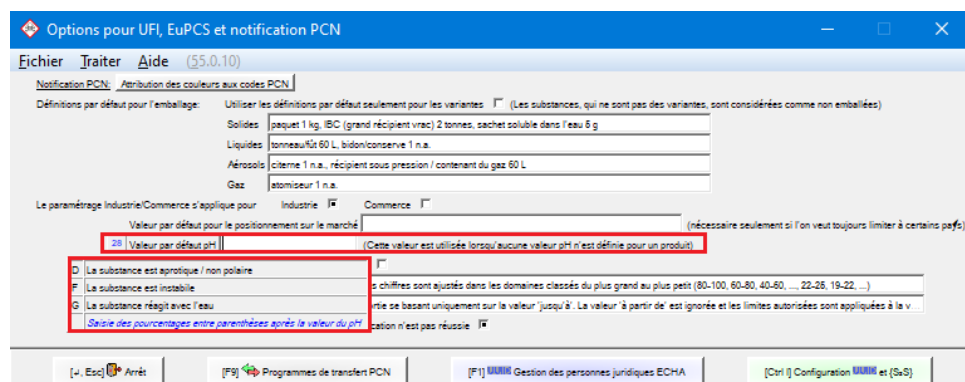 Options pour UFI, EuPCS et notification PCN
Fichier Traiter Aide (55.0.10)
Notification PCN: Attribution des couleurs aux codes PCN
Définitions par défaut pour l'emballage: Utiliser les définitions par défaut seulement pour les variantes (Les substances, qui ne sont pas des variantes, sont considérées comme non emballées)
Solides paquet 1 kg, IBC (grand récipient vrac) 2 tonnes, sachet soluble dans l'eau 5 g
Liquides tonneau/fût 60 L, bidon/conserve 1 n.a.
Aérosols citerne 1 n.a., récipient sous pression / contenant du gaz 60 L
Gaz atomiseur 1 n.a.
Le paramétrage Industrie/Commerce s'applique pour Industrie Commerce
Valeur par défaut pour le positionnement sur le marché (nécessaire seulement si l'on veut toujours limiter à certains pays)
28 Valeur par défaut pH (Cette valeur est utilisée lorsqu'aucune valeur pH n'est définie pour un produit)
D La substance est aprotique / non polaire
F La substance est instabile s chiffres sont ajustés dans les domaines classés du plus grand au plus petit (80-100, 60-80, 40-60, ..., 22-25, 19-22, ...)
G La substance réagit avec l'eau ortie se basant uniquement sur la valeur 'jusqu'à'. La valeur 'à partir de' est ignorée et les limites autorisées sont appliquées à la v...
Saisie des pourcentages entre parenthèses après la valeur du pH ication n'est pas réussie
[↲, Esc] Arrêt [F9] Programmes de transfert PCN [F1] Gestion des personnes juridiques ECHA [Ctrl I] Configuration et {S±S}